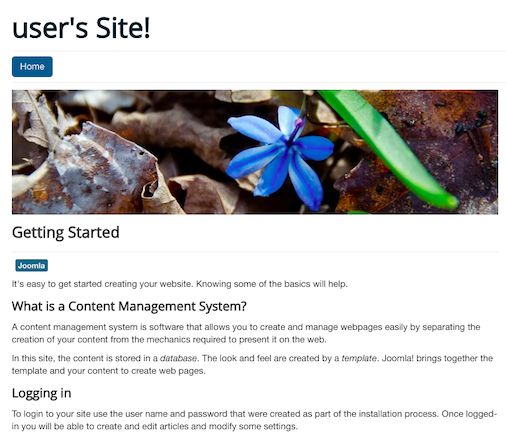 user's Site!
Home
Getting Started
Joomla
It's easy to get started creating your website. Knowing some of the basics will help.
What is a Content Management System?
A content management system is software that allows you to create and manage webpages easily by separating the
creation of your content from the mechanics required to present it on the web.
In this site, the content is stored in a database. The look and feel are created by a template. Joomla! brings together the
template and your content to create web pages.
Logging in
To login to your site use the user name and password that were created as part of the installation process. Once logged-
in you will be able to create and edit articles and modify some settings.